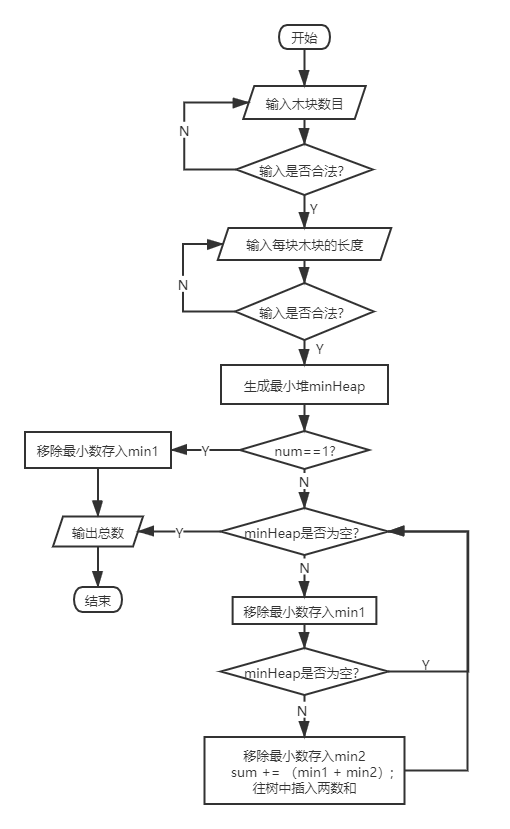 开始
输入木块数目
N
输入是否合法?
Y
输入每块木块的长度
N
输入是否合法?
Y
生成最小堆minHeap
移除最小数存入min1
Y
num==1?
N
输出总数
Y
minHeap是否为空?
N
结束
移除最小数存入min1
minHeap是否为空?
Y
N
移除最小数存入min2
sum += （min1 + min2）;
往树中插入两数和